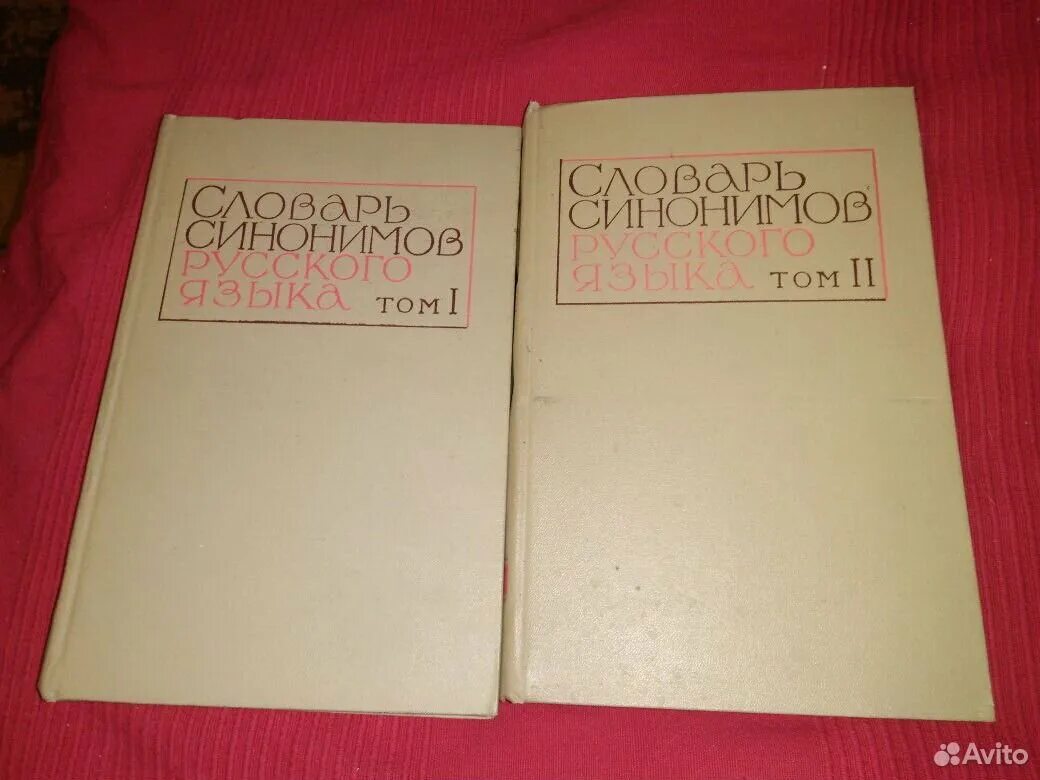 Словарь
синонимов
русского
языка том I
Словарь
синонимов
русского
языка том II
Avito